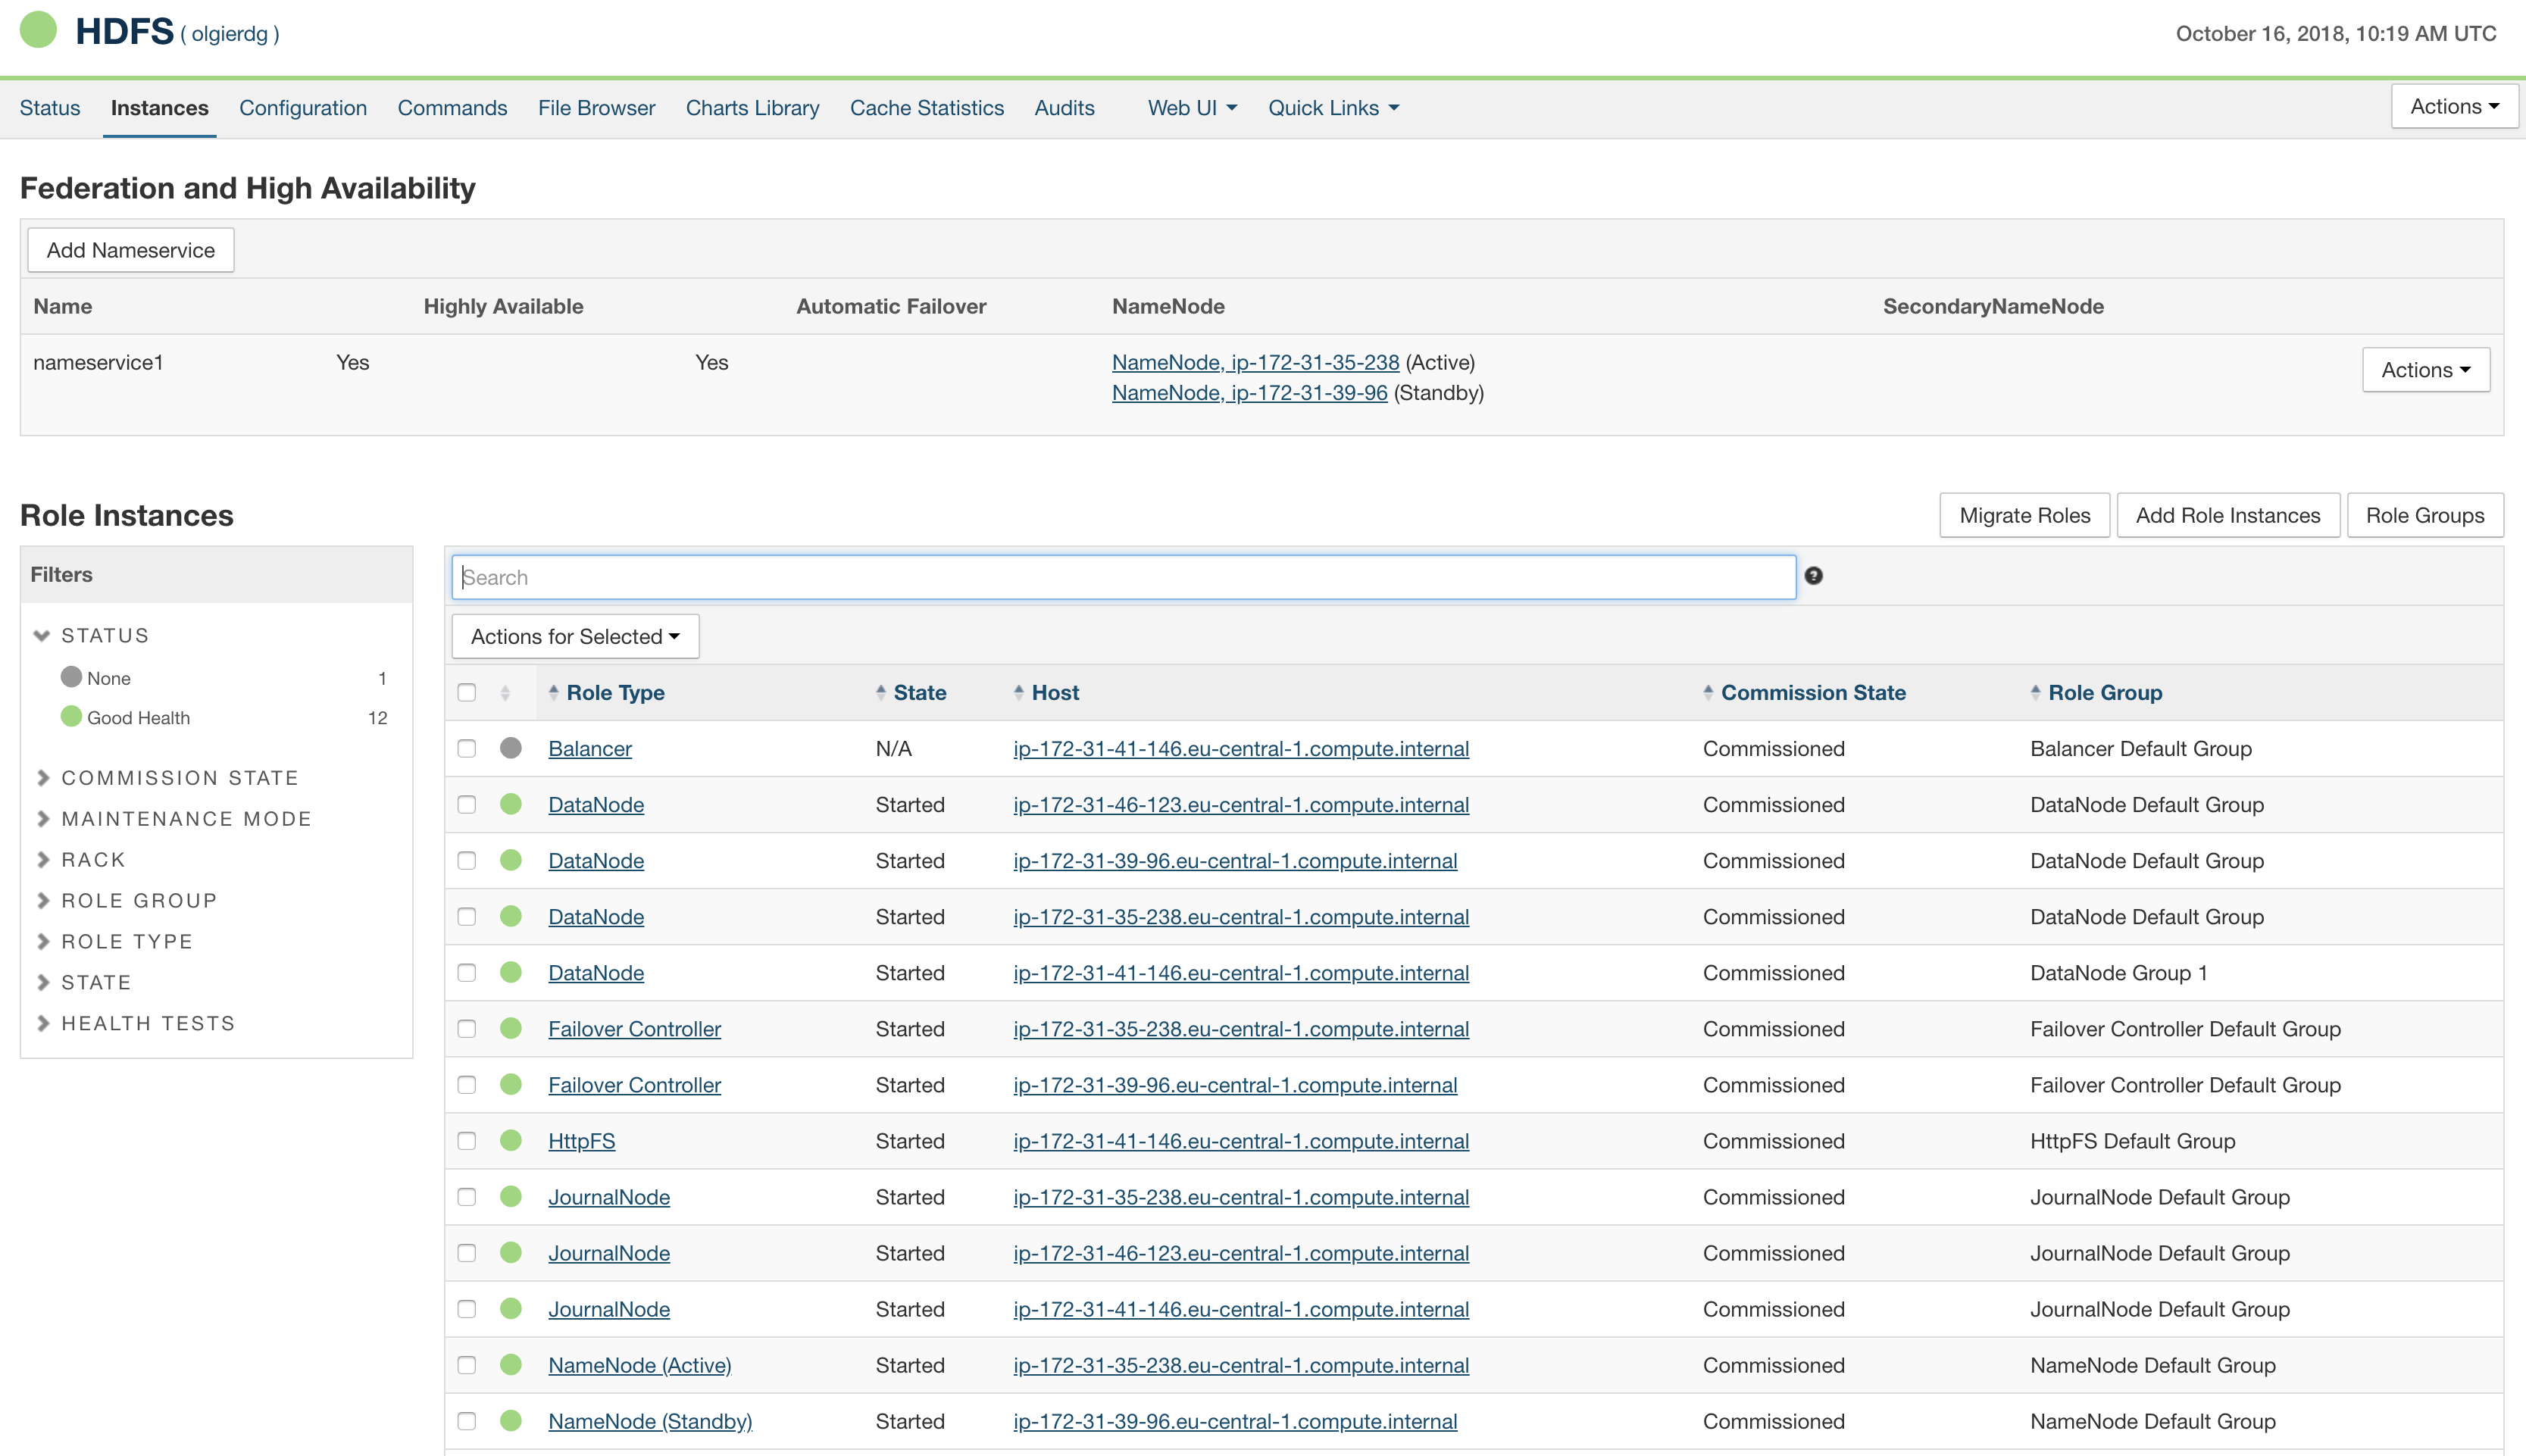 HDFS ( olgierdg )
October 16, 2018, 10:19 AM UTC
Status Instances Configuration Commands File Browser Charts Library Cache Statistics Audits Web UI Quick Links Actions
Federation and High Availability
Add Nameservice
Name Highly Available Automatic Failover NameNode SecondaryNameNode
nameservice1 Yes Yes NameNode, ip-172-31-35-238 (Active) Actions
NameNode, ip-172-31-39-96 (Standby)
Role Instances Migrate Roles Add Role Instances Role Groups
Filters
STATUS
None 1
Good Health 12
COMMISSION STATE
MAINTENANCE MODE
RACK
ROLE GROUP
ROLE TYPE
STATE
HEALTH TESTS
Search ?
Actions for Selected
Role Type State Host Commission State Role Group
Balancer N/A ip-172-31-41-146.eu-central-1.compute.internal Commissioned Balancer Default Group
DataNode Started ip-172-31-46-123.eu-central-1.compute.internal Commissioned DataNode Default Group
DataNode Started ip-172-31-39-96.eu-central-1.compute.internal Commissioned DataNode Default Group
DataNode Started ip-172-31-35-238.eu-central-1.compute.internal Commissioned DataNode Default Group
DataNode Started ip-172-31-41-146.eu-central-1.compute.internal Commissioned DataNode Group 1
Failover Controller Started ip-172-31-35-238.eu-central-1.compute.internal Commissioned Failover Controller Default Group
Failover Controller Started ip-172-31-39-96.eu-central-1.compute.internal Commissioned Failover Controller Default Group
HttpFS Started ip-172-31-41-146.eu-central-1.compute.internal Commissioned HttpFS Default Group
JournalNode Started ip-172-31-35-238.eu-central-1.compute.internal Commissioned JournalNode Default Group
JournalNode Started ip-172-31-46-123.eu-central-1.compute.internal Commissioned JournalNode Default Group
JournalNode Started ip-172-31-41-146.eu-central-1.compute.internal Commissioned JournalNode Default Group
NameNode (Active) Started ip-172-31-35-238.eu-central-1.compute.internal Commissioned NameNode Default Group
NameNode (Standby) Started ip-172-31-39-96.eu-central-1.compute.internal Commissioned NameNode Default Group